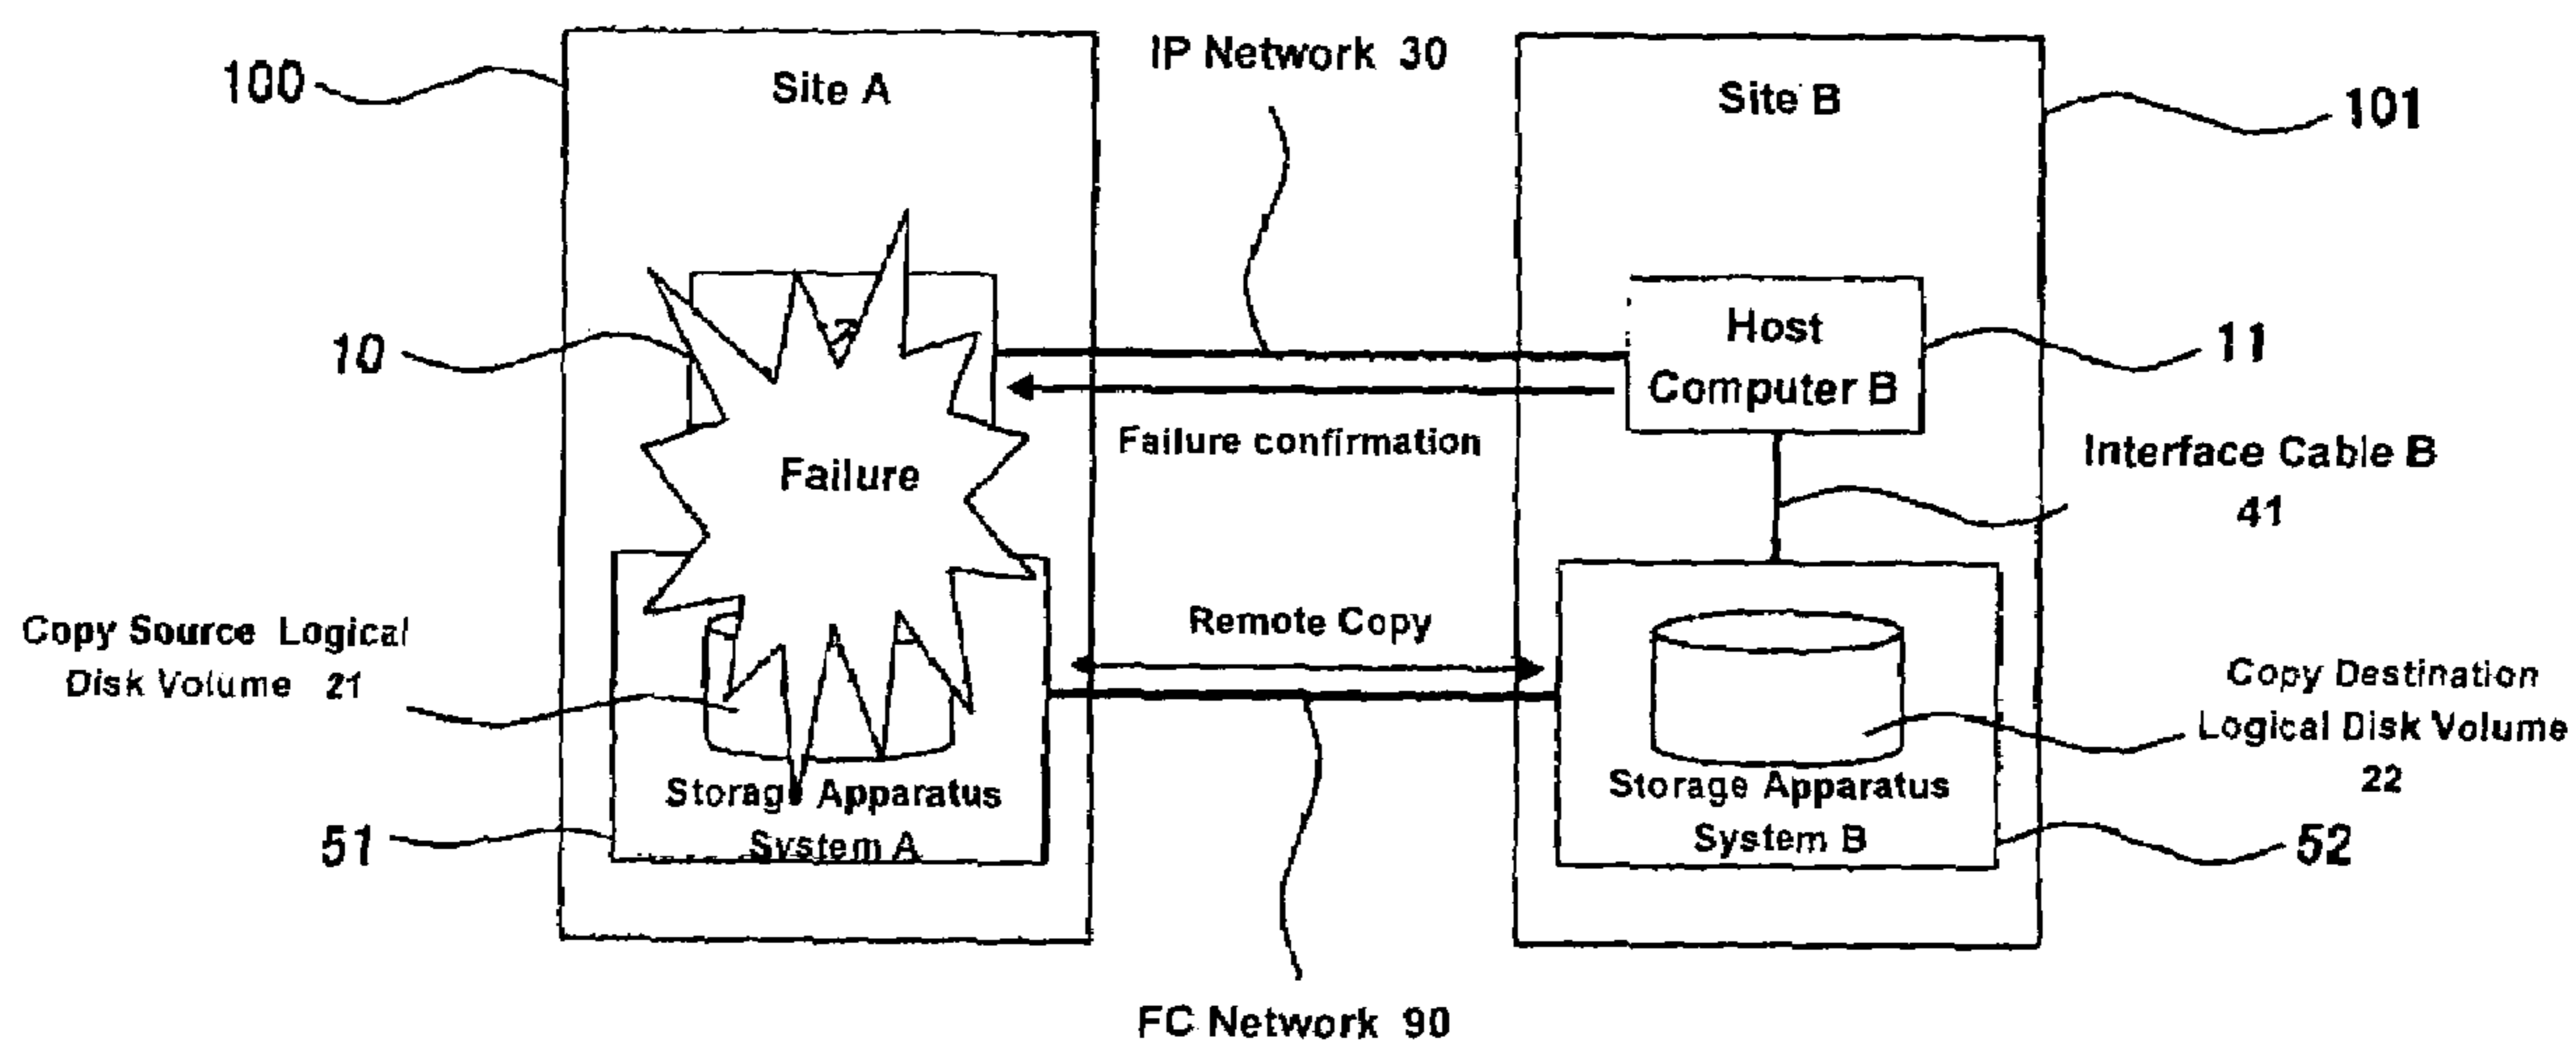 IP Network 30
100
Site A
Site B
101
10
Host
Computer B
11
Failure confirmation
Failure
Interface Cable B
41
Copy Source Logical
Disk Volume 21
Remote Copy
Copy Destination
Logical Disk Volume
22
Storage Apparatus
System A
Storage Apparatus
System B
51
52
FC Network 90